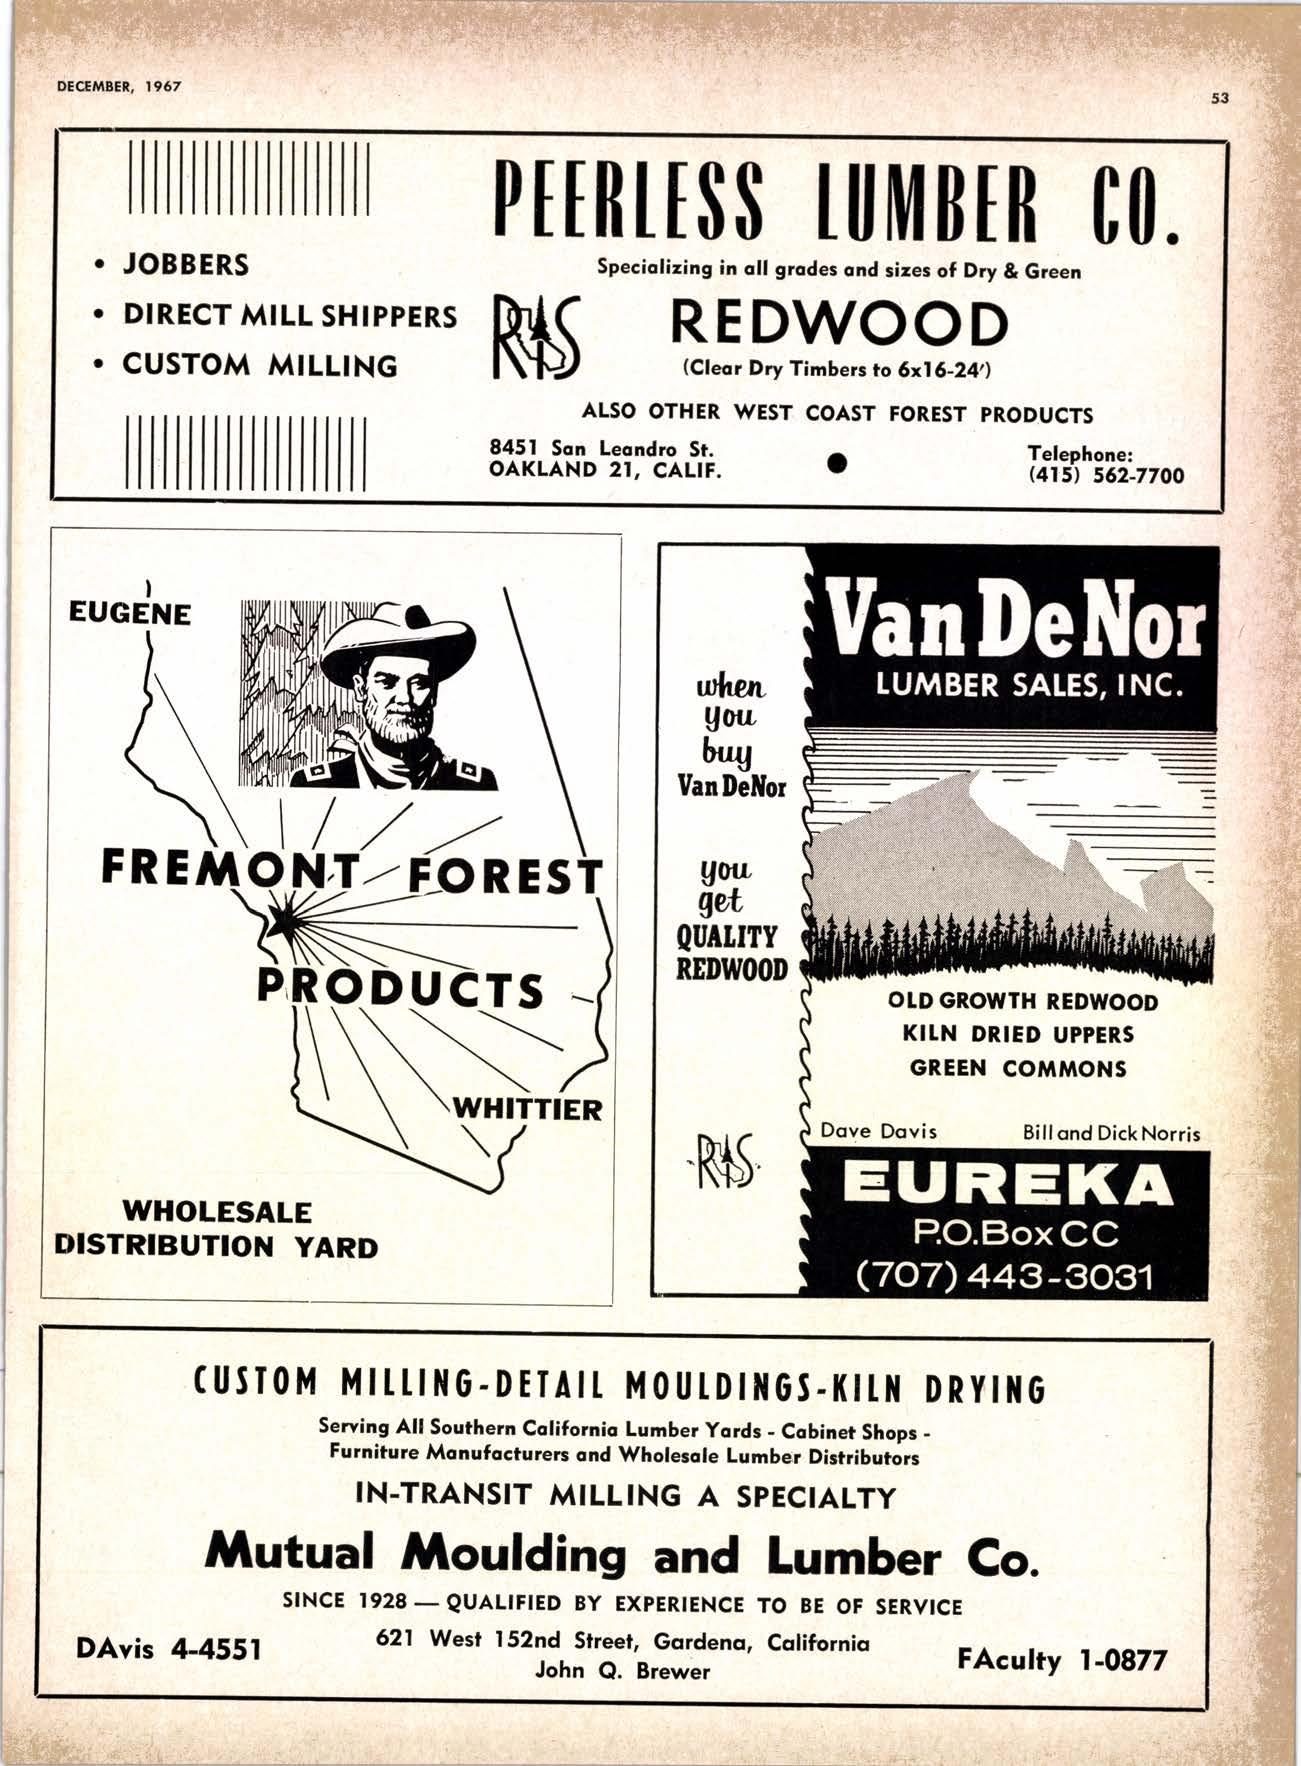 DECEMBER, 1967
53
PEERLESS LUMBER CO.
• JOBBERS
• DIRECT MILL SHIPPERS
• CUSTOM MILLING
Specializing in all grades and sizes of Dry & Green
RIS
REDWOOD
(Clear Dry Timbers to 6x16-24')
ALSO OTHER WEST COAST FOREST PRODUCTS
8451 San Leandro St.
OAKLAND 21, CALIF.
Telephone:
(415) 562-7700
EUGENE
FREMONT FOREST
PRODUCTS
WHITTIER
WHOLESALE
DISTRIBUTION YARD
when
you
buy
Van DeNor
you
get
QUALITY
REDWOOD
RIS
Van De Nor
LUMBER SALES, INC.
OLD GROWTH REDWOOD
KILN DRIED UPPERS
GREEN COMMONS
Dave Davis Bill and Dick Norris
EUREKA
P.O. Box CC
(707) 443-3031
CUSTOM MILLING-DETAIL MOULDINGS-KILN DRYING
Serving All Southern California Lumber Yards - Cabinet Shops -
Furniture Manufacturers and Wholesale Lumber Distributors
IN-TRANSIT MILLING A SPECIALTY
Mutual Moulding and Lumber Co.
SINCE 1928 — QUALIFIED BY EXPERIENCE TO BE OF SERVICE
DAvis 4-4551
621 West 152nd Street, Gardena, California
John Q. Brewer
FAculty 1-0877